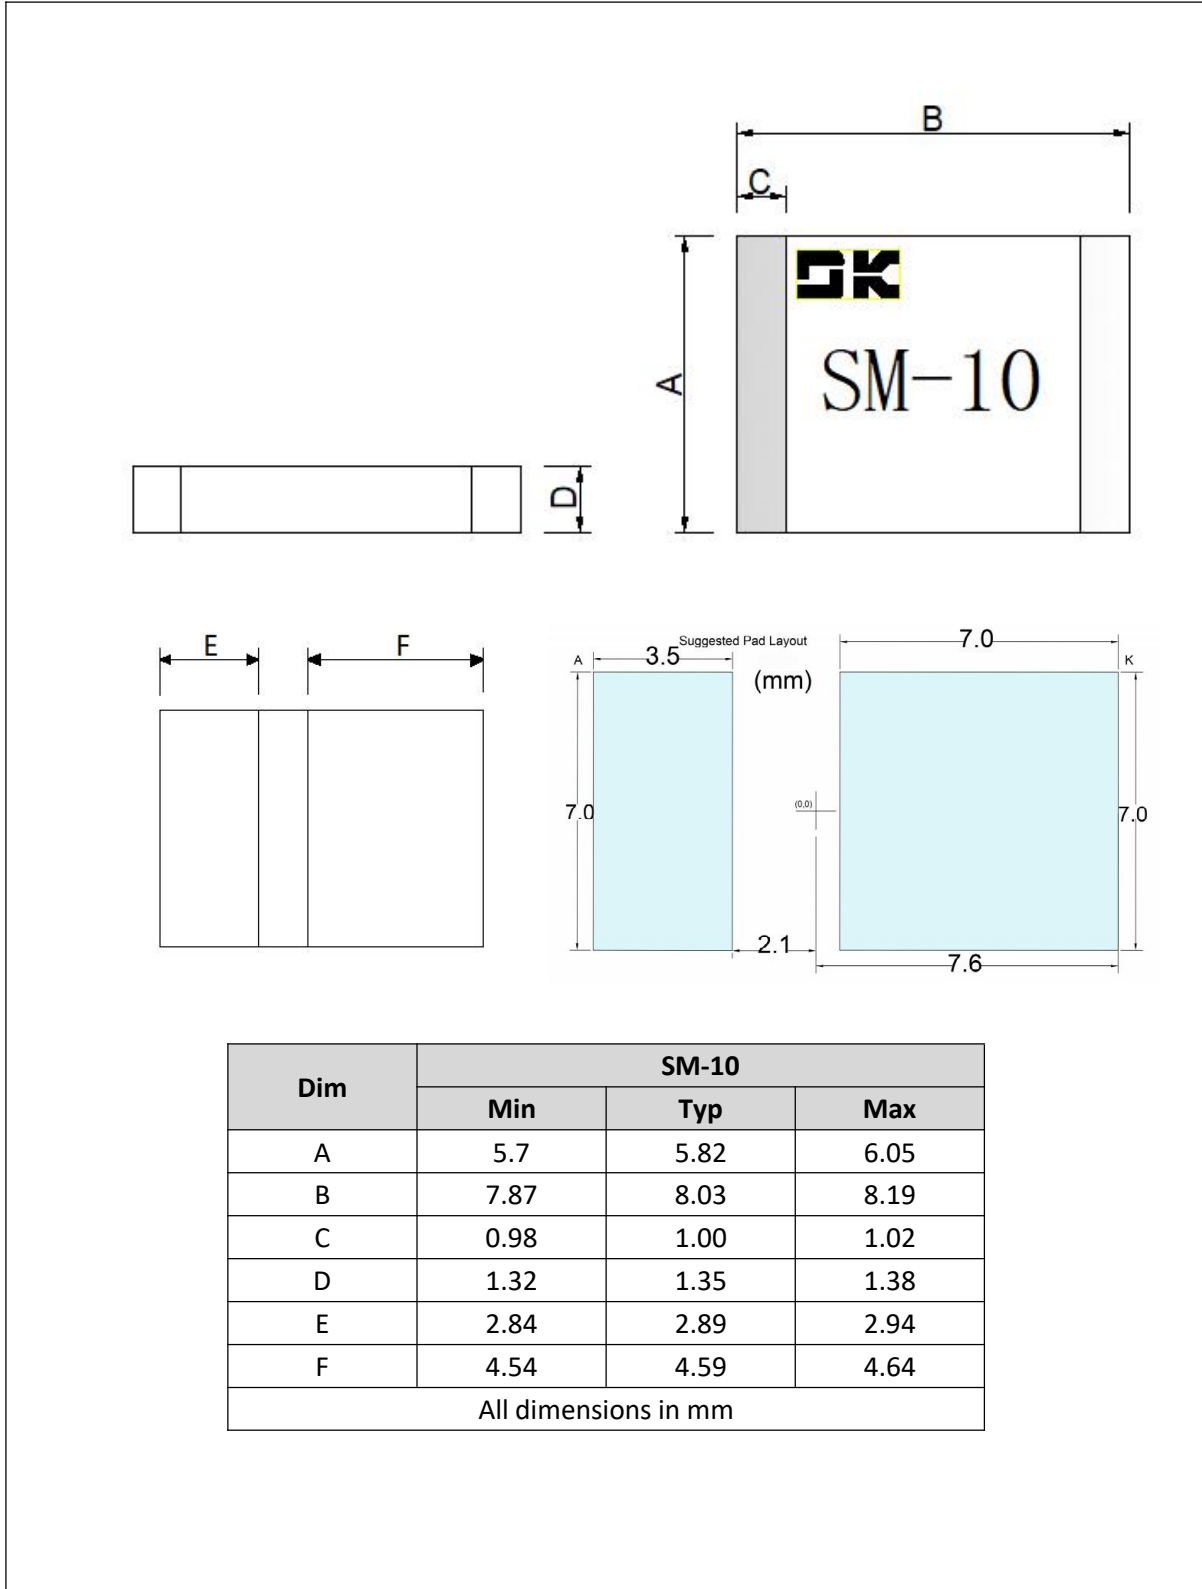 B
C
SK
A
SM-10
D
E
F
Suggested Pad Layout
A
3.5
7.0
K
(mm)
7.0
(0,0)
7.0
2.1
7.6
Dim SM-10
Min Typ Max
A 5.7 5.82 6.05
B 7.87 8.03 8.19
C 0.98 1.00 1.02
D 1.32 1.35 1.38
E 2.84 2.89 2.94
F 4.54 4.59 4.64
All dimensions in mm